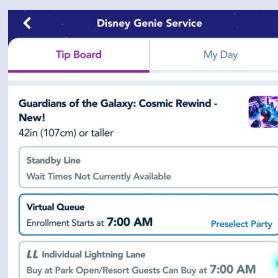 Disney Genie Service
Tip Board
My Day
Guardians of the Galaxy: Cosmic Rewind -
New!
42in (107cm) or taller
Standby Line
Wait Times Not Currently Available
Virtual Queue
Enrollment Starts at 7:00 AM
Preselect Party
LL Individual Lightning Lane
Buy at Park Open/Resort Guests Can Buy at 7:00 AM